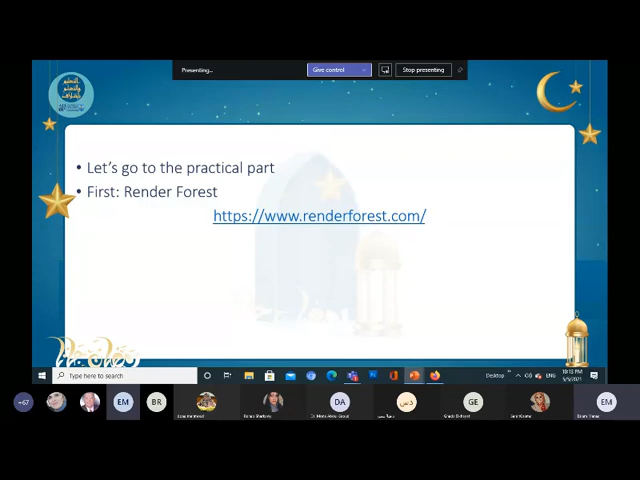 Presenting...
Give control
Stop presenting
• Let's go to the practical part
• First: Render Forest
https://www.renderforest.com/
Type here to search
Desktop
ENG
10:18 PM
+67
EM
BR
DA
GE
EM